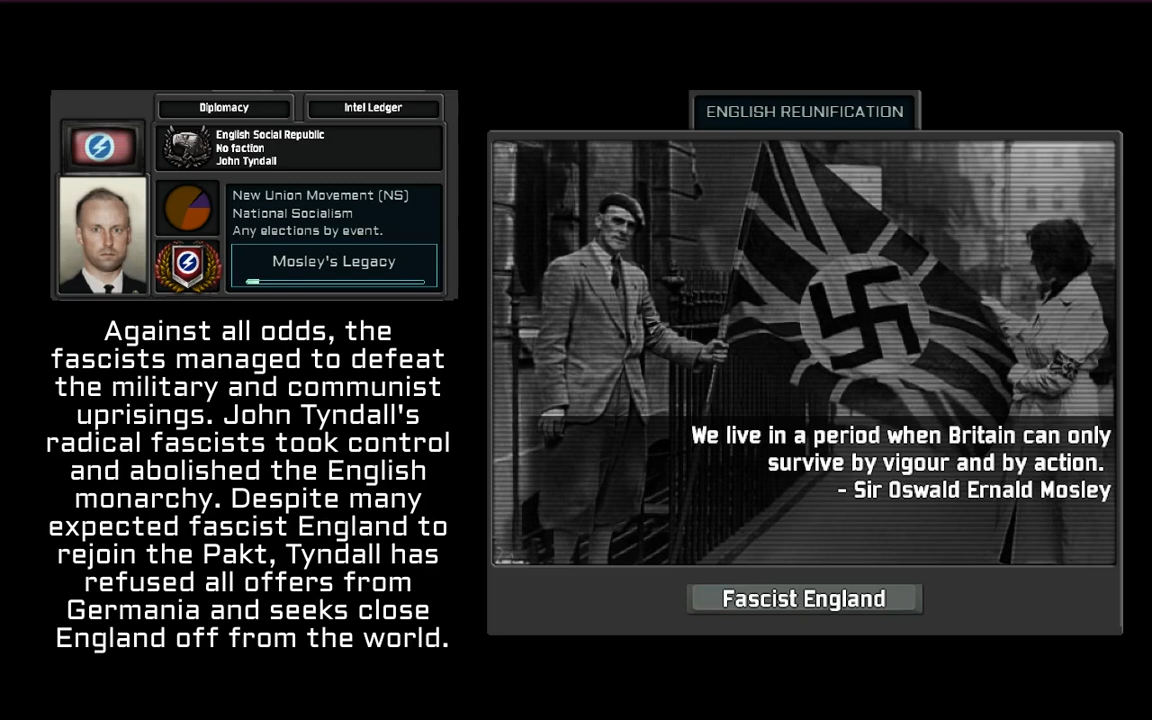 Diplomacy
Intel Ledger
English Social Republic
No faction
John Tyndall
New Union Movement (NS)
National Socialism
Any elections by event.
Mosley's Legacy
Against all odds, the
fascists managed to defeat
the military and communist
uprisings. John Tyndall's
radical fascists took control
and abolished the English
monarchy. Despite many
expected fascist England to
rejoin the Pakt, Tyndall has
refused all offers from
Germania and seeks close
England off from the world.
ENGLISH REUNIFICATION
We live in a period when Britain can only
survive by vigour and by action.
- Sir Oswald Ernald Mosley
Fascist England